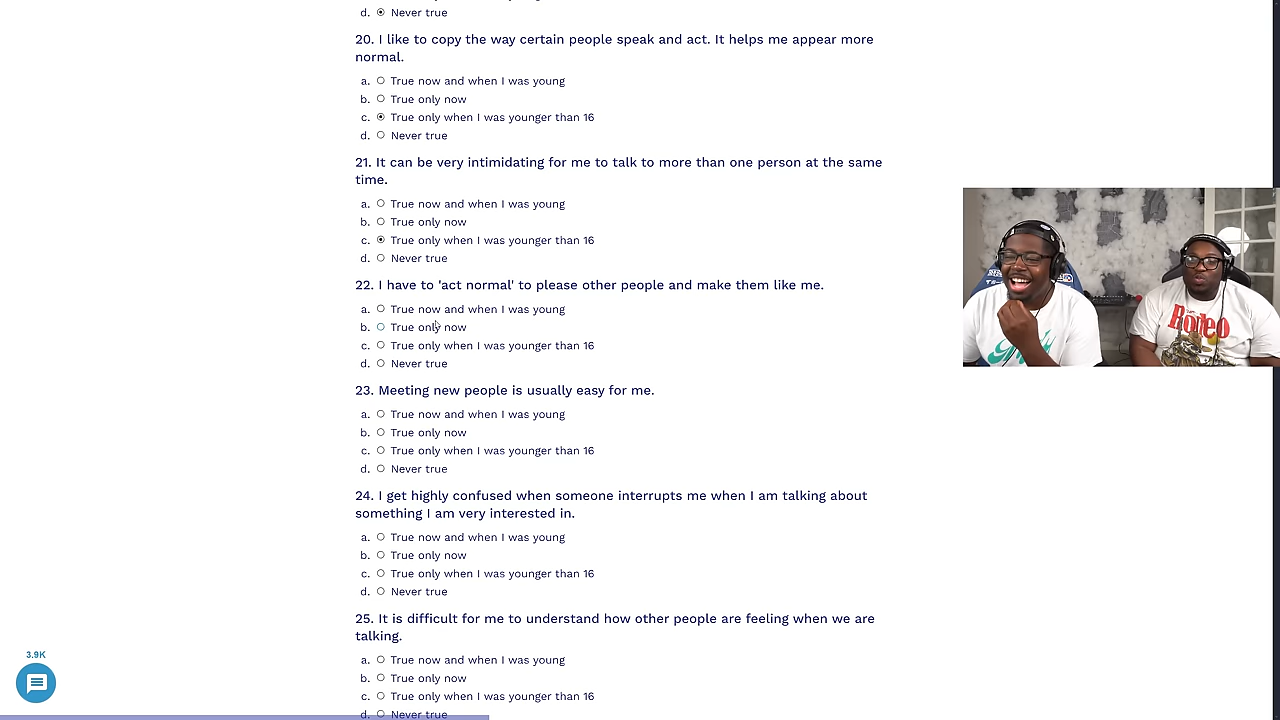 d. Never true
20. I like to copy the way certain people speak and act. It helps me appear more
normal.
a. True now and when I was young
b. True only now
c. True only when I was younger than 16
d. Never true
21. It can be very intimidating for me to talk to more than one person at the same
time.
a. True now and when I was young
b. True only now
c. True only when I was younger than 16
d. Never true
22. I have to 'act normal' to please other people and make them like me.
a. True now and when I was young
b. True only now
c. True only when I was younger than 16
d. Never true
23. Meeting new people is usually easy for me.
a. True now and when I was young
b. True only now
c. True only when I was younger than 16
d. Never true
24. I get highly confused when someone interrupts me when I am talking about
something I am very interested in.
a. True now and when I was young
b. True only now
c. True only when I was younger than 16
d. Never true
25. It is difficult for me to understand how other people are feeling when we are
talking.
a. True now and when I was young
b. True only now
c. True only when I was younger than 16
d. Never true
3.9K
Rodeo